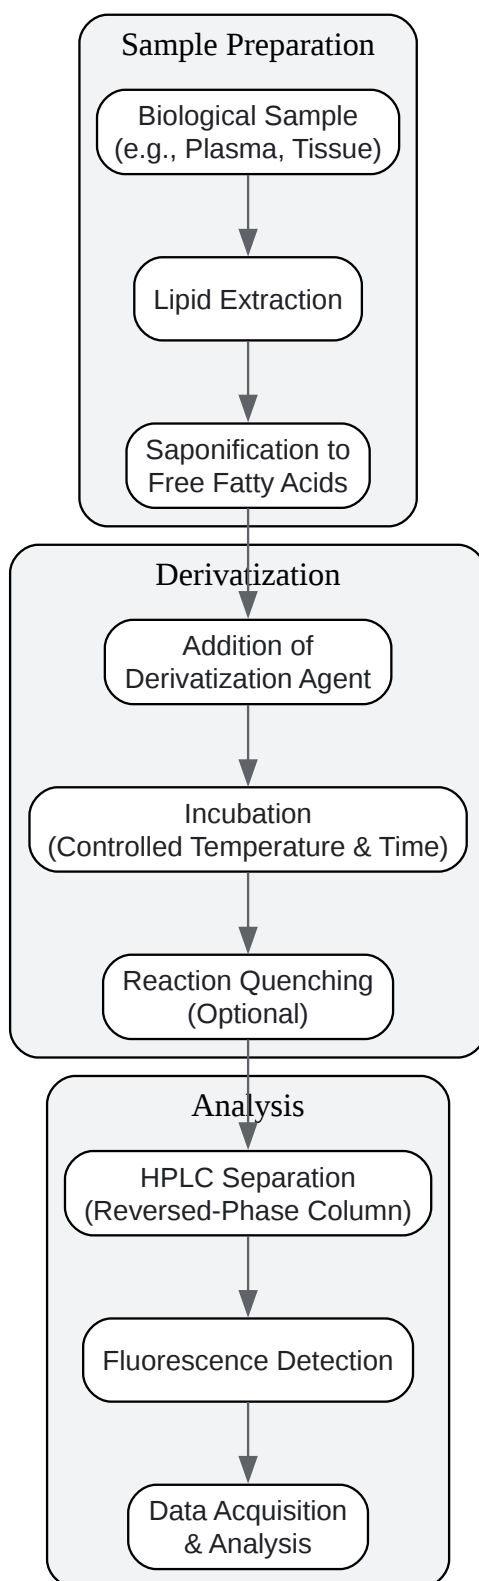 Sample Preparation
Biological Sample
(e.g., Plasma, Tissue)
Lipid Extraction
Saponification to
Free Fatty Acids
Derivatization
Addition of
Derivatization Agent
Incubation
(Controlled Temperature & Time)
Reaction Quenching
(Optional)
Analysis
HPLC Separation
(Reversed-Phase Column)
Fluorescence Detection
Data Acquisition
& Analysis